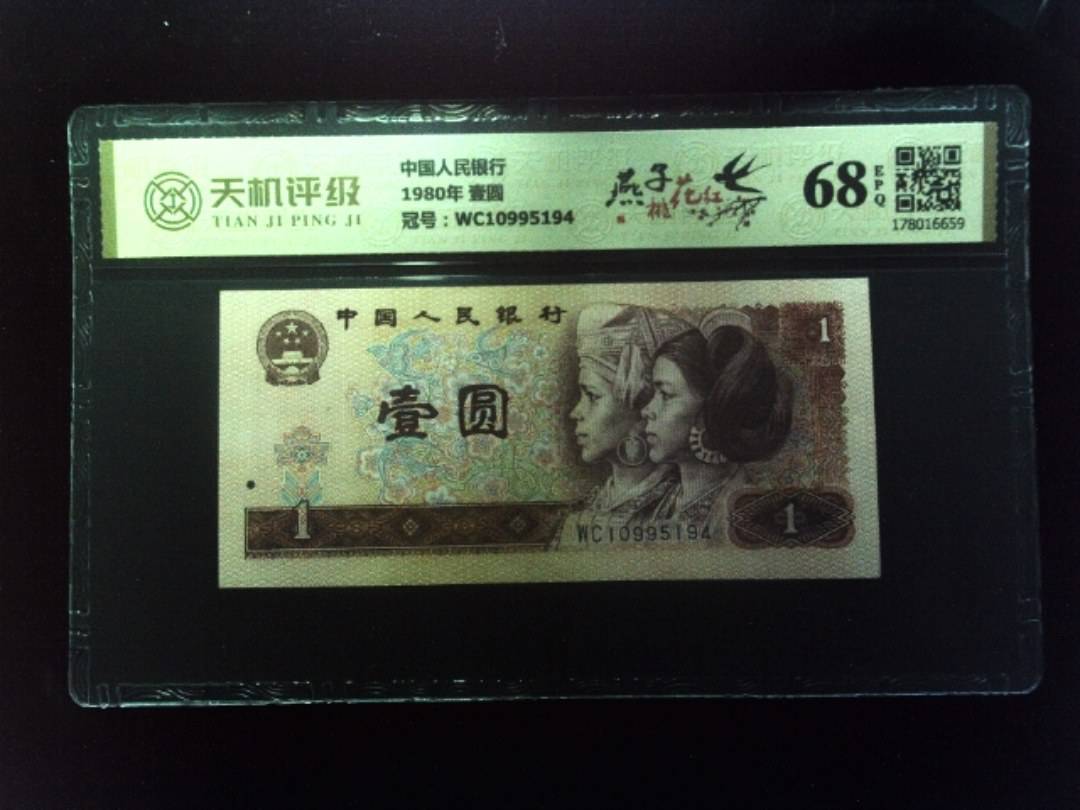 天机评级
TIAN JI PING JI
中国人民银行
1980年 壹圆
冠号：WC10995194
燕子
桃花红
68
EPQ
178016659
中国人民银行
1
壹圆
1
WC10995194
1